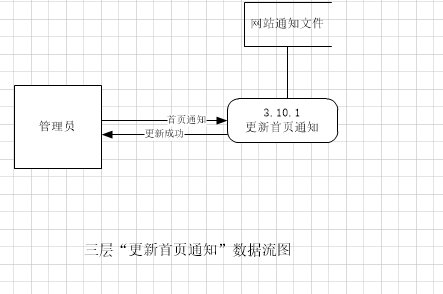 网站通知文件
管理员
首页通知
更新成功
3.10.1
更新首页通知
三层“更新首页通知”数据流图